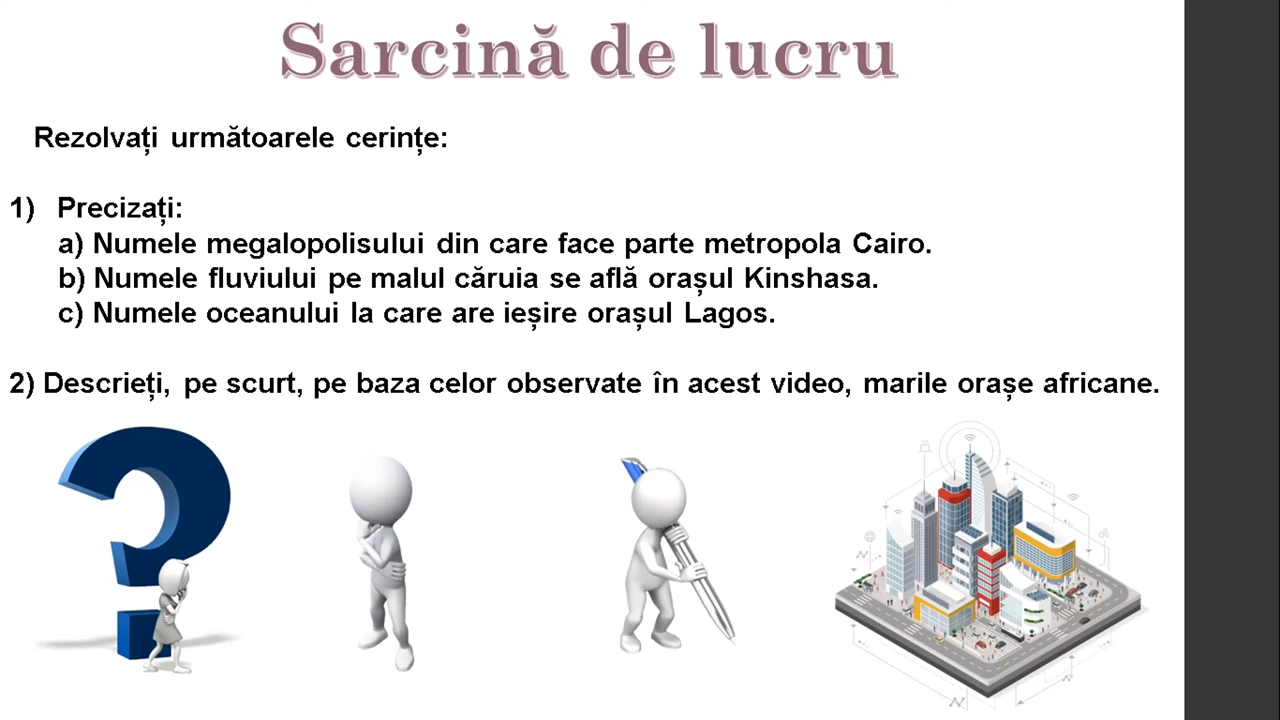 Sarcină de lucru
Rezolvați următoarele cerințe:
1) Precizați:
a) Numele megalopolisului din care face parte metropola Cairo.
b) Numele fluviului pe malul căruia se află orașul Kinshasa.
c) Numele oceanului la care are ieșire orașul Lagos.
2) Descrieți, pe scurt, pe baza celor observate în acest video, marile orașe africane.